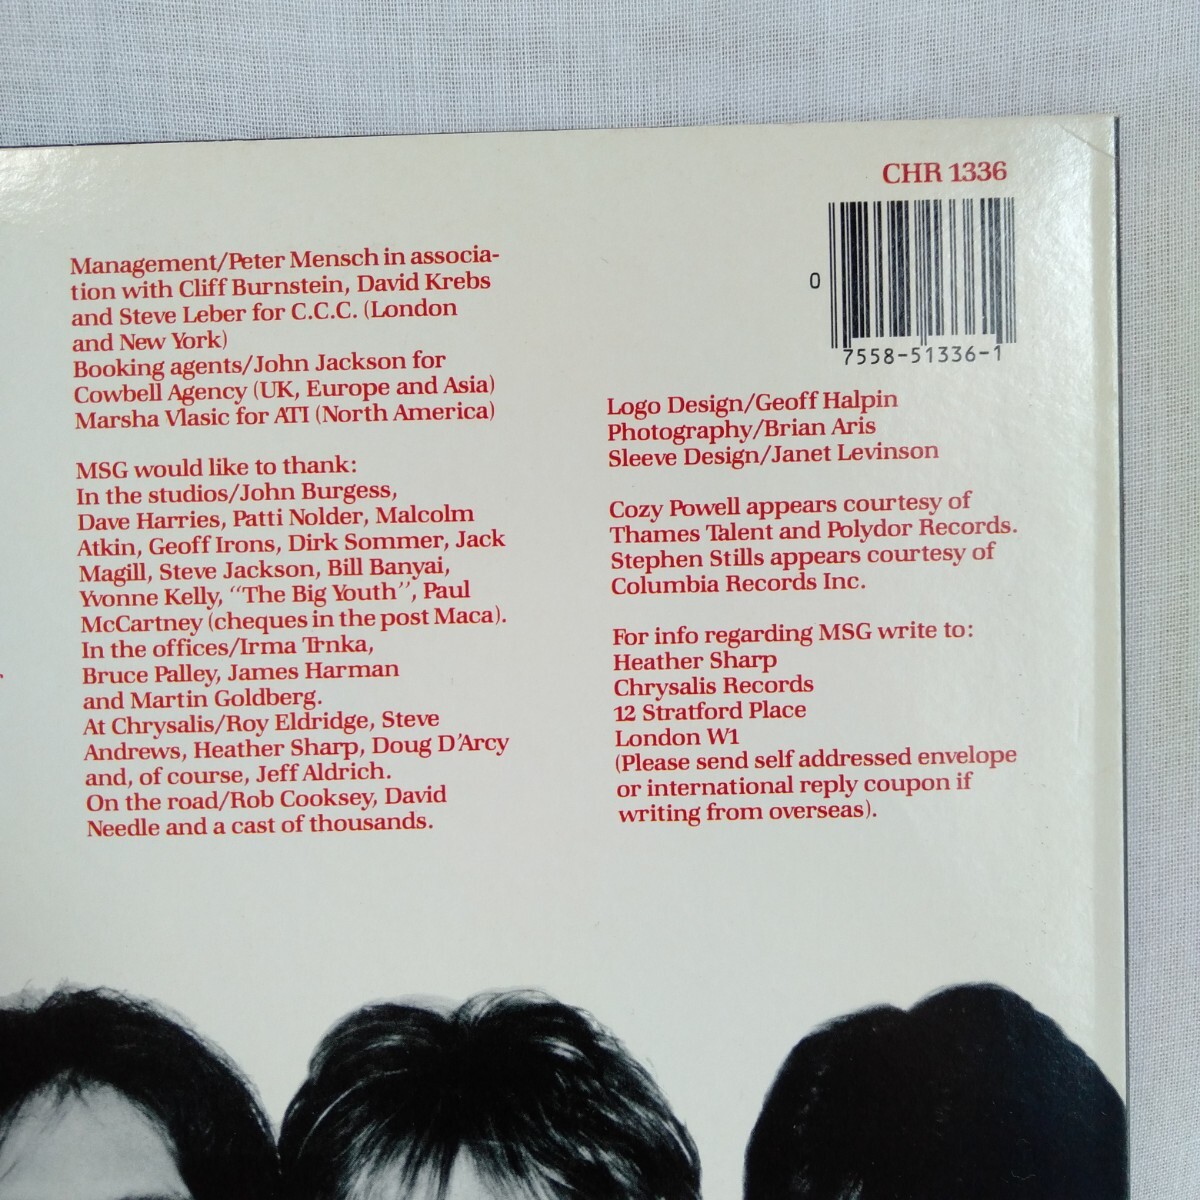 Management/Peter Mensch in associa-
tion with Cliff Burnstein, David Krebs
and Steve Leber for C.C.C. (London
and New York)
Booking agents/John Jackson for
Cowbell Agency (UK, Europe and Asia)
Marsha Vlasic for ATI (North America)
MSG would like to thank:
In the studios/John Burgess,
Dave Harries, Patti Nolder, Malcolm
Atkin, Geoff Irons, Dirk Sommer, Jack
Magill, Steve Jackson, Bill Banyai,
Yvonne Kelly, "The Big Youth", Paul
McCartney (cheques in the post Maca).
In the offices/Irma Trnka,
Bruce Palley, James Harman
and Martin Goldberg.
At Chrysalis/Roy Eldridge, Steve
Andrews, Heather Sharp, Doug D'Arcy
and, of course, Jeff Aldrich.
On the road/Rob Cooksey, David
Needle and a cast of thousands.
CHR 1336
0
7558-51336-1
Logo Design/Geoff Halpin
Photography/Brian Aris
Sleeve Design/Janet Levinson
Cozy Powell appears courtesy of
Thames Talent and Polydor Records.
Stephen Stills appears courtesy of
Columbia Records Inc.
For info regarding MSG write to:
Heather Sharp
Chrysalis Records
12 Stratford Place
London W1
(Please send self addressed envelope
or international reply coupon if
writing from overseas).